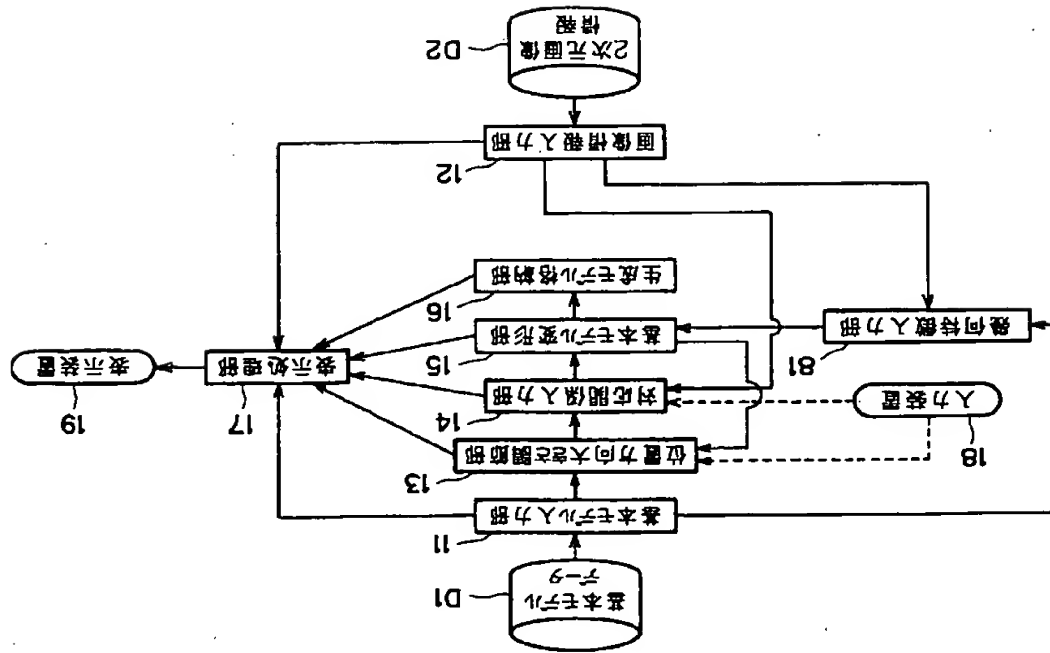 基本モデル
データ
D1
11
基本モデル入力部
13
位置方向大きさ調節部
18
入力装置
14
対応関係入力部
17
表示処理部
19
表示装置
81
幾何特徴入力部
15
基本モデル変形部
16
生成モデル格納部
12
画像情報入力部
2次元画像
情報
D2